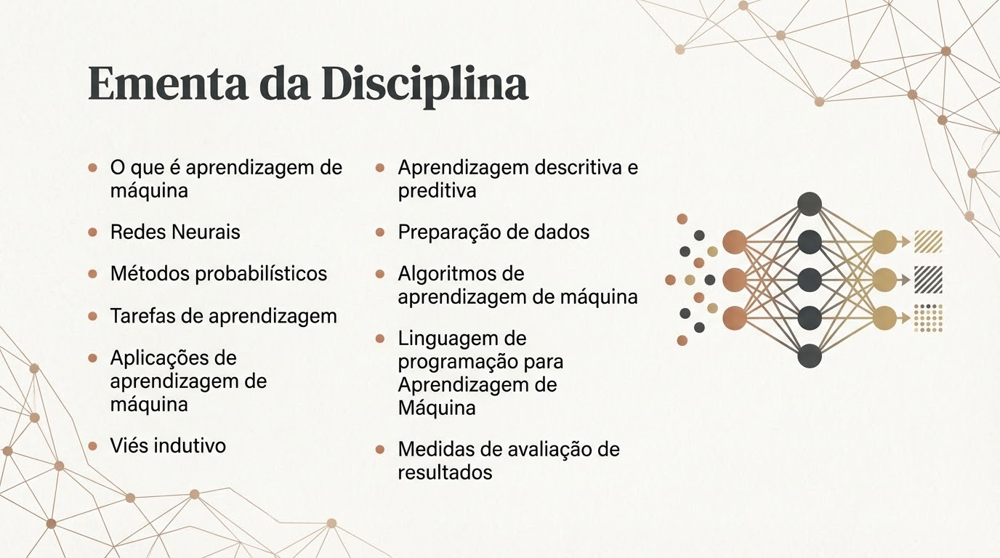 Ementa da Disciplina
O que é aprendizagem de
máquina
Redes Neurais
Métodos probabilísticos
Tarefas de aprendizagem
Aplicações de
aprendizagem de
máquina
Viés indutivo
Aprendizagem descritiva e
preditiva
Preparação de dados
Algoritmos de
aprendizagem de máquina
Linguagem de
programação para
Aprendizagem de
Máquina
Medidas de avaliação de
resultados